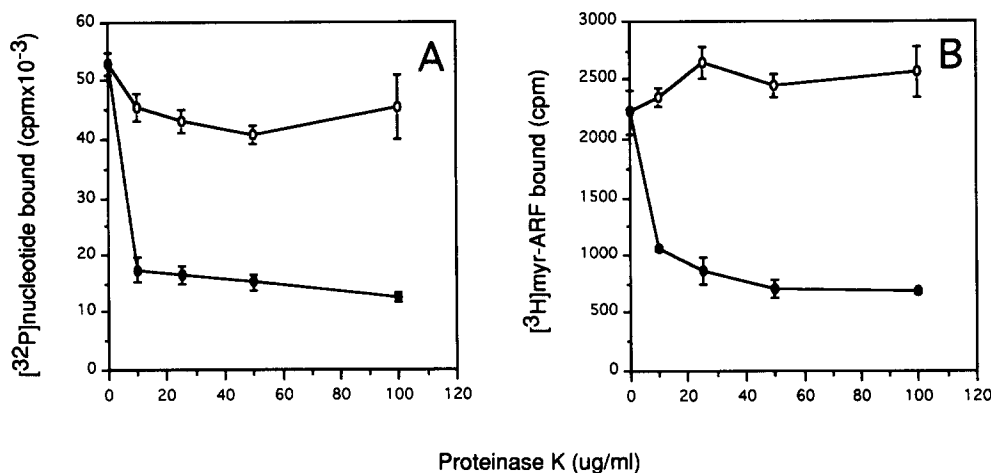 A
[32P]nucleotide bound (cpmx10-3)
60
50
40
30
20
10
0
0 20 40 60 80 100 120
B
[3H]myr-ARF bound (cpm)
3000
2500
2000
1500
1000
500
0
0 20 40 60 80 100 120
Proteinase K (ug/ml)